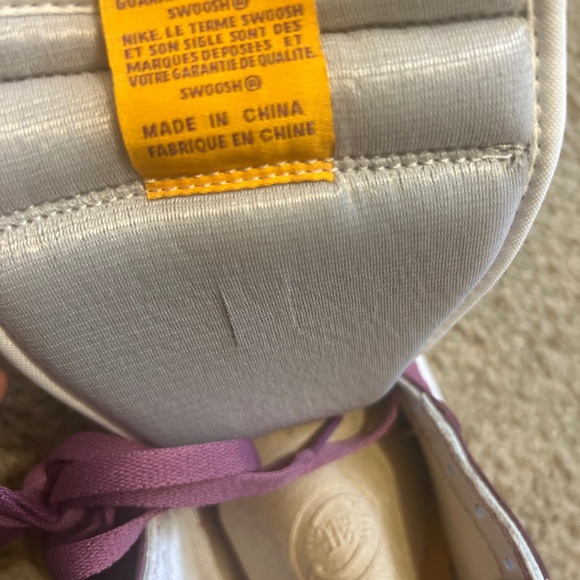 SWOOSH®
NIKE. LE TERME SWOOSH
ET SON SIGLE SONT DES
MARQUES DEPOSEES ET
VOTRE GARANTIE DE QUALITE.
SWOOSH®
MADE IN CHINA
FABRIQUE EN CHINE